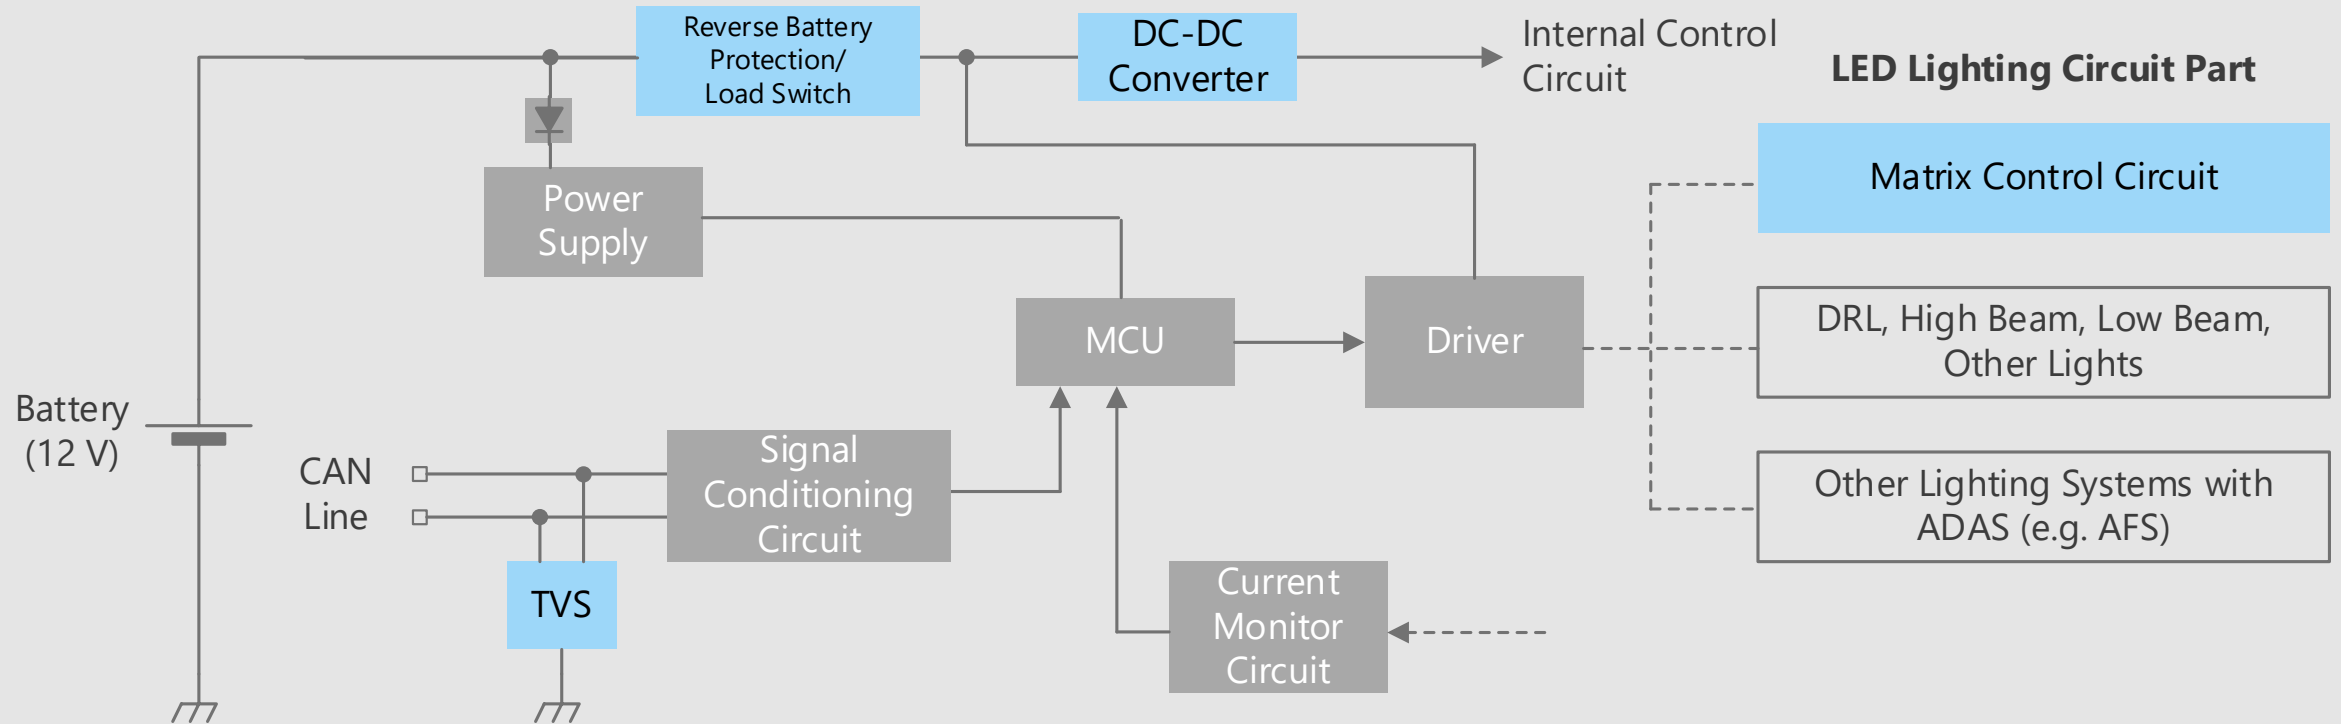 Reverse Battery
Protection/
Load Switch
DC-DC
Converter
Internal Control
Circuit
LED Lighting Circuit Part
Power
Supply
Matrix Control Circuit
MCU
Driver
DRL, High Beam, Low Beam,
Other Lights
Battery
(12 V)
CAN
Line
Signal
Conditioning
Circuit
Other Lighting Systems with
ADAS (e.g. AFS)
TVS
Current
Monitor
Circuit